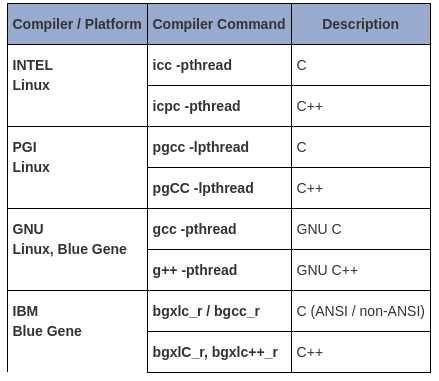 Compiler / Platform Compiler Command Description
INTEL
Linux
icc -pthread C
icpc -pthread C++
PGI
Linux
pgcc -lpthread C
pgCC -lpthread C++
GNU
Linux, Blue Gene
gcc -pthread GNU C
g++ -pthread GNU C++
IBM
Blue Gene
bgxlc_r / bgcc_r C (ANSI / non-ANSI)
bgxlC_r, bgxlc++_r C++